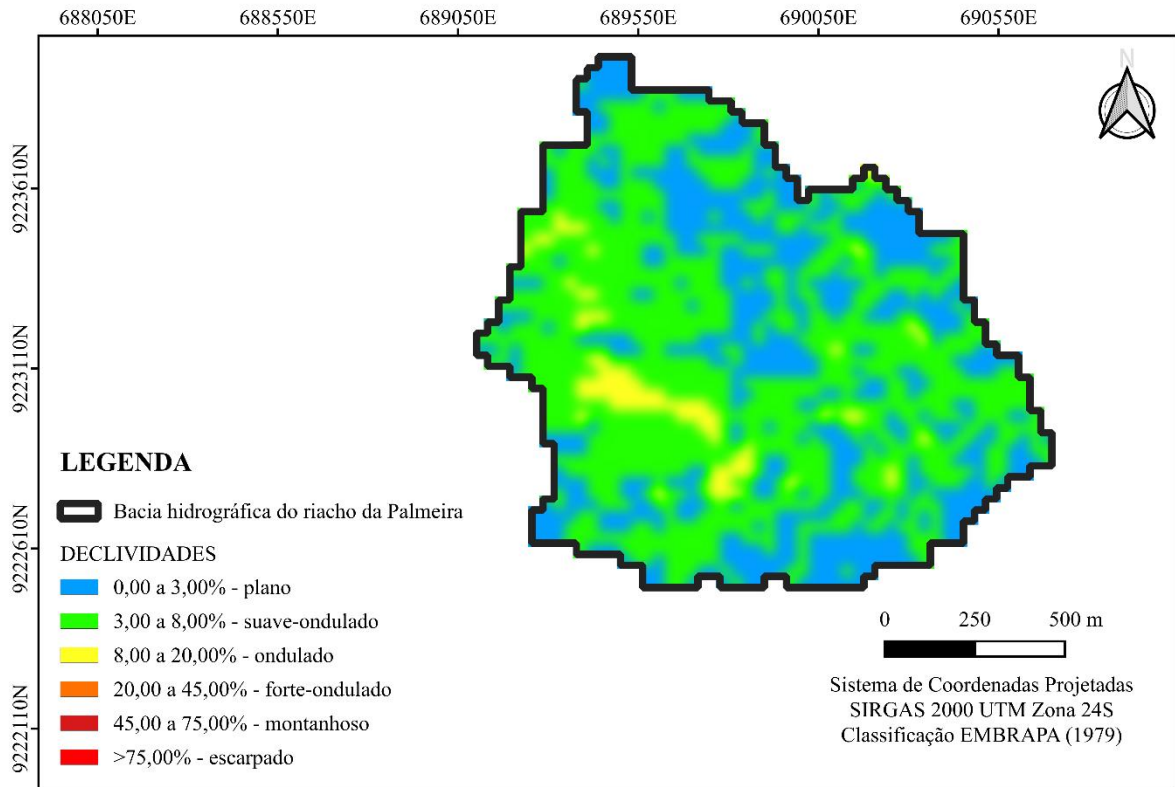 688050E 688550E 689050E 689550E 690050E 690550E
N
9223610N
9223110N
9222610N
9222110N
LEGENDA
Bacia hidrográfica do riacho da Palmeira
DECLIVIDADES
0,00 a 3,00% - plano
3,00 a 8,00% - suave-ondulado
8,00 a 20,00% - ondulado
20,00 a 45,00% - forte-ondulado
45,00 a 75,00% - montanhoso
>75,00% - escarpado
0 250 500 m
Sistema de Coordenadas Projetadas
SIRGAS 2000 UTM Zona 24S
Classificação EMBRAPA (1979)